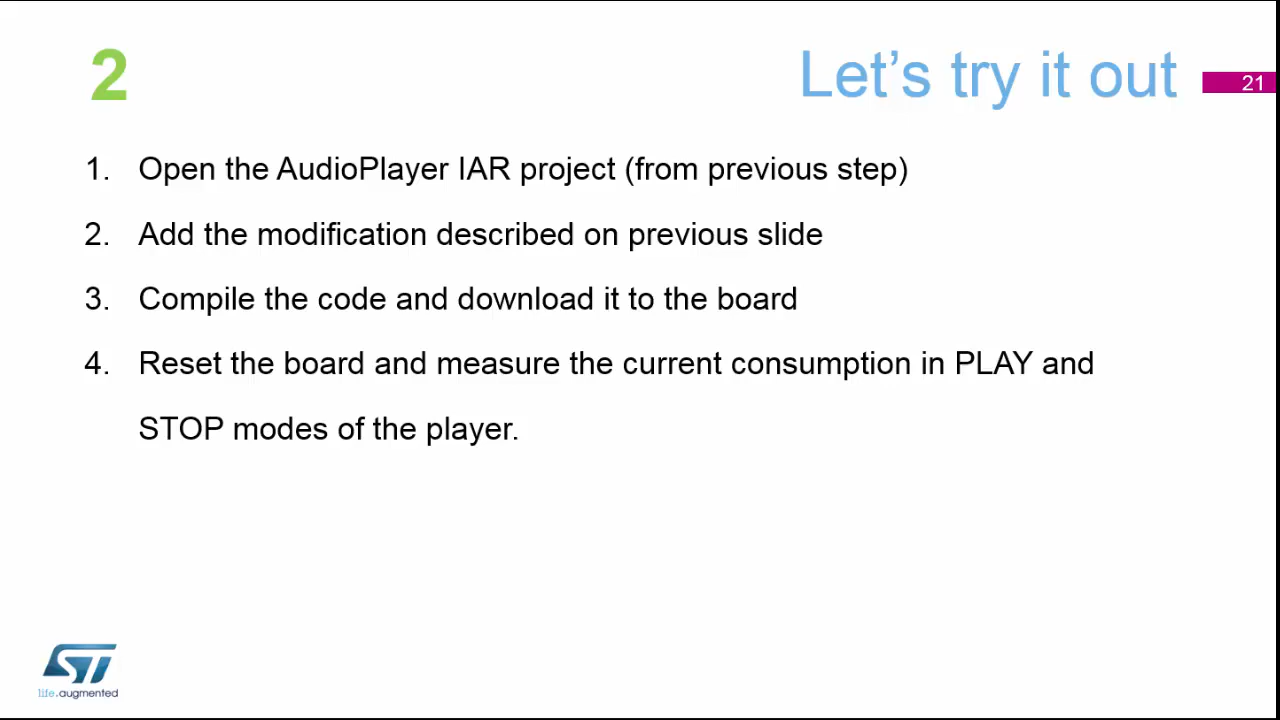 2
Let's try it out
21
1. Open the AudioPlayer IAR project (from previous step)
2. Add the modification described on previous slide
3. Compile the code and download it to the board
4. Reset the board and measure the current consumption in PLAY and
STOP modes of the player.
ST
life.augmented